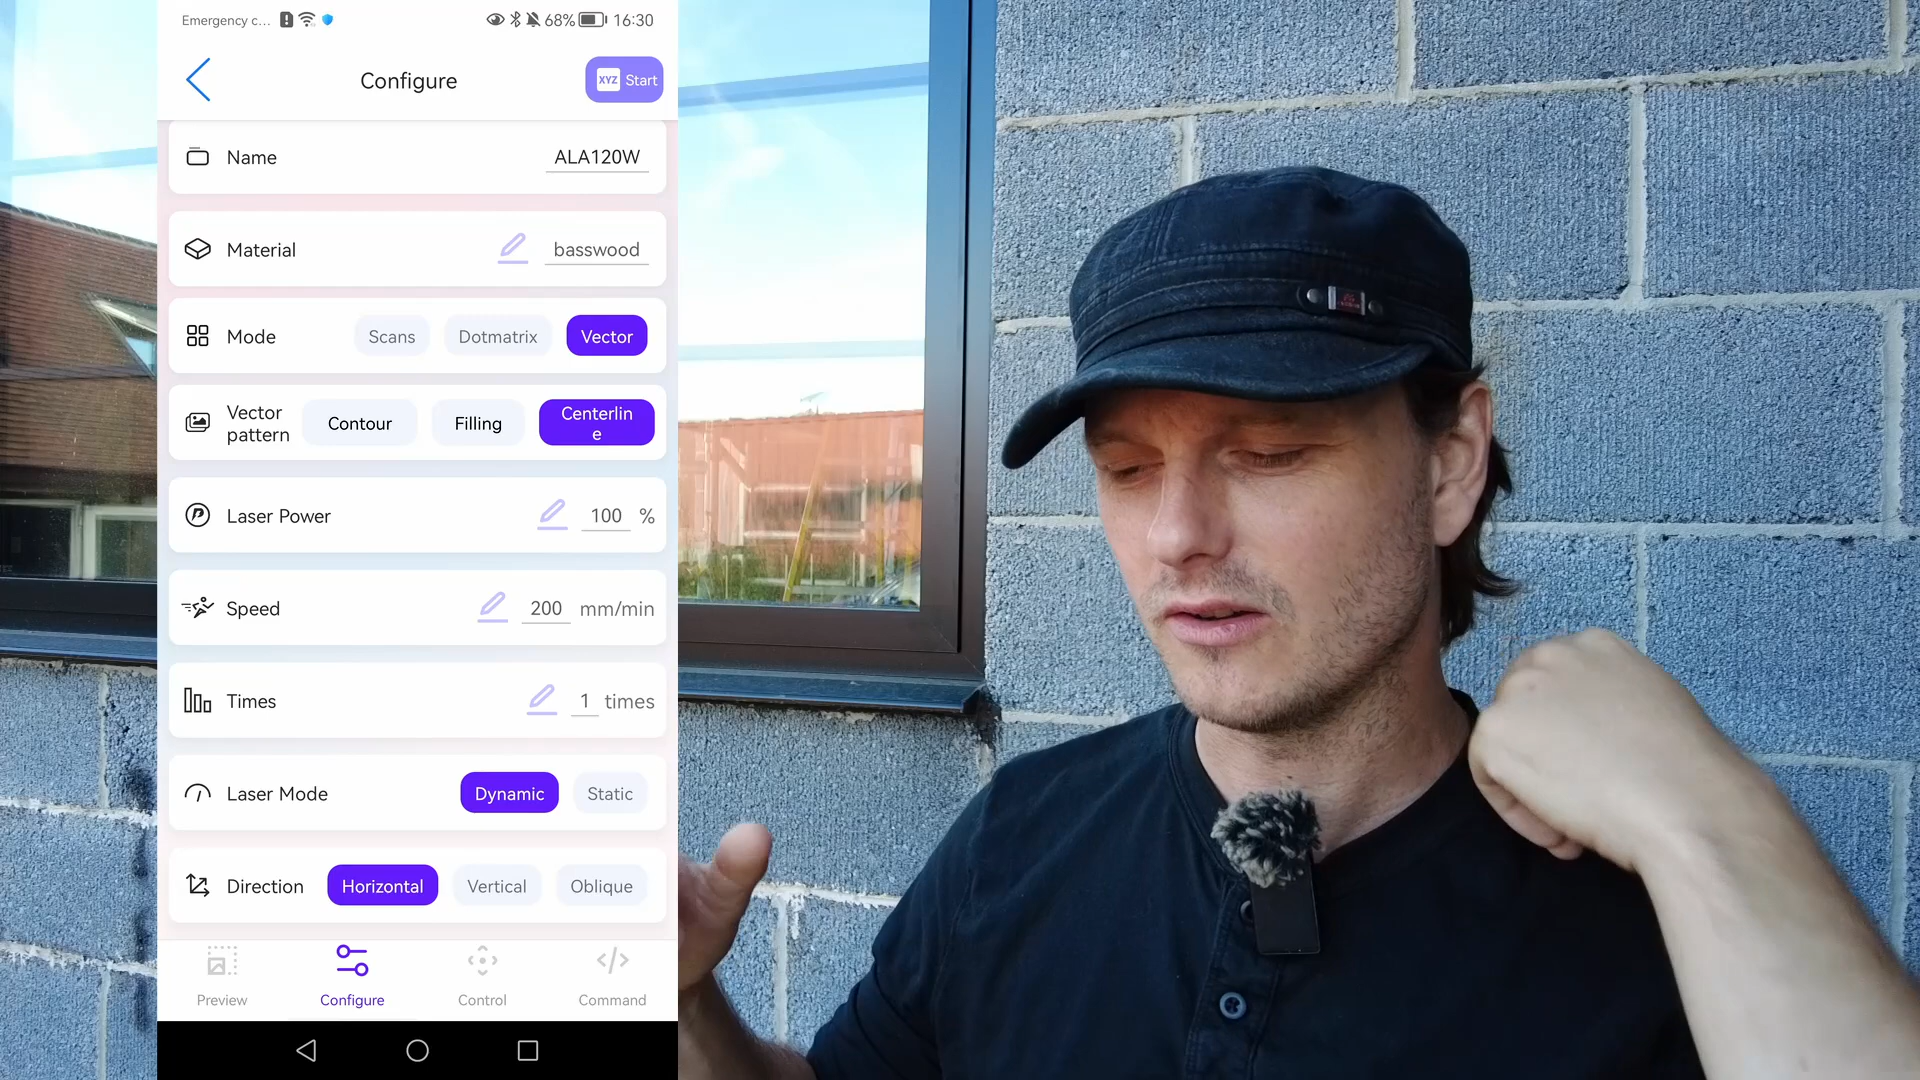 Emergency c...
68% 16:30
Configure
XYZ Start
Name ALA120W
Material basswood
Mode Scans Dotmatrix Vector
Vector
pattern
Contour Filling
Centerlin
e
Laser Power 100 %
Speed 200 mm/min
Times 1 times
Laser Mode Dynamic Static
Direction Horizontal Vertical Oblique
Preview Configure Control Command